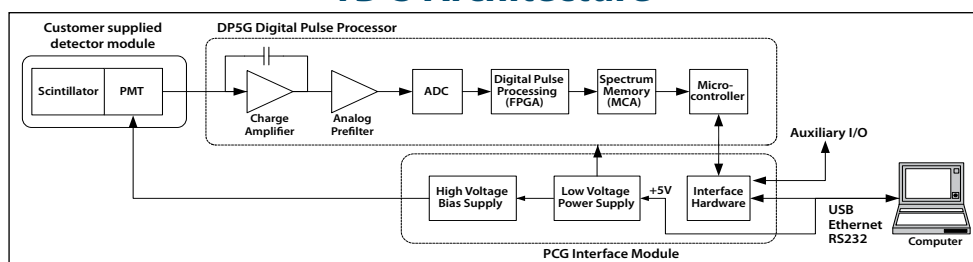 Customer supplied
detector module
DP5G Digital Pulse Processor
Scintillator
PMT
Charge
Amplifier
Analog
Prefilter
ADC
Digital Pulse
Processing
(FPGA)
Spectrum
Memory
(MCA)
Micro-
controller
Auxiliary I/O
High Voltage
Bias Supply
Low Voltage
Power Supply
+5V
Interface
Hardware
USB
Ethernet
RS232
Computer
PCG Interface Module